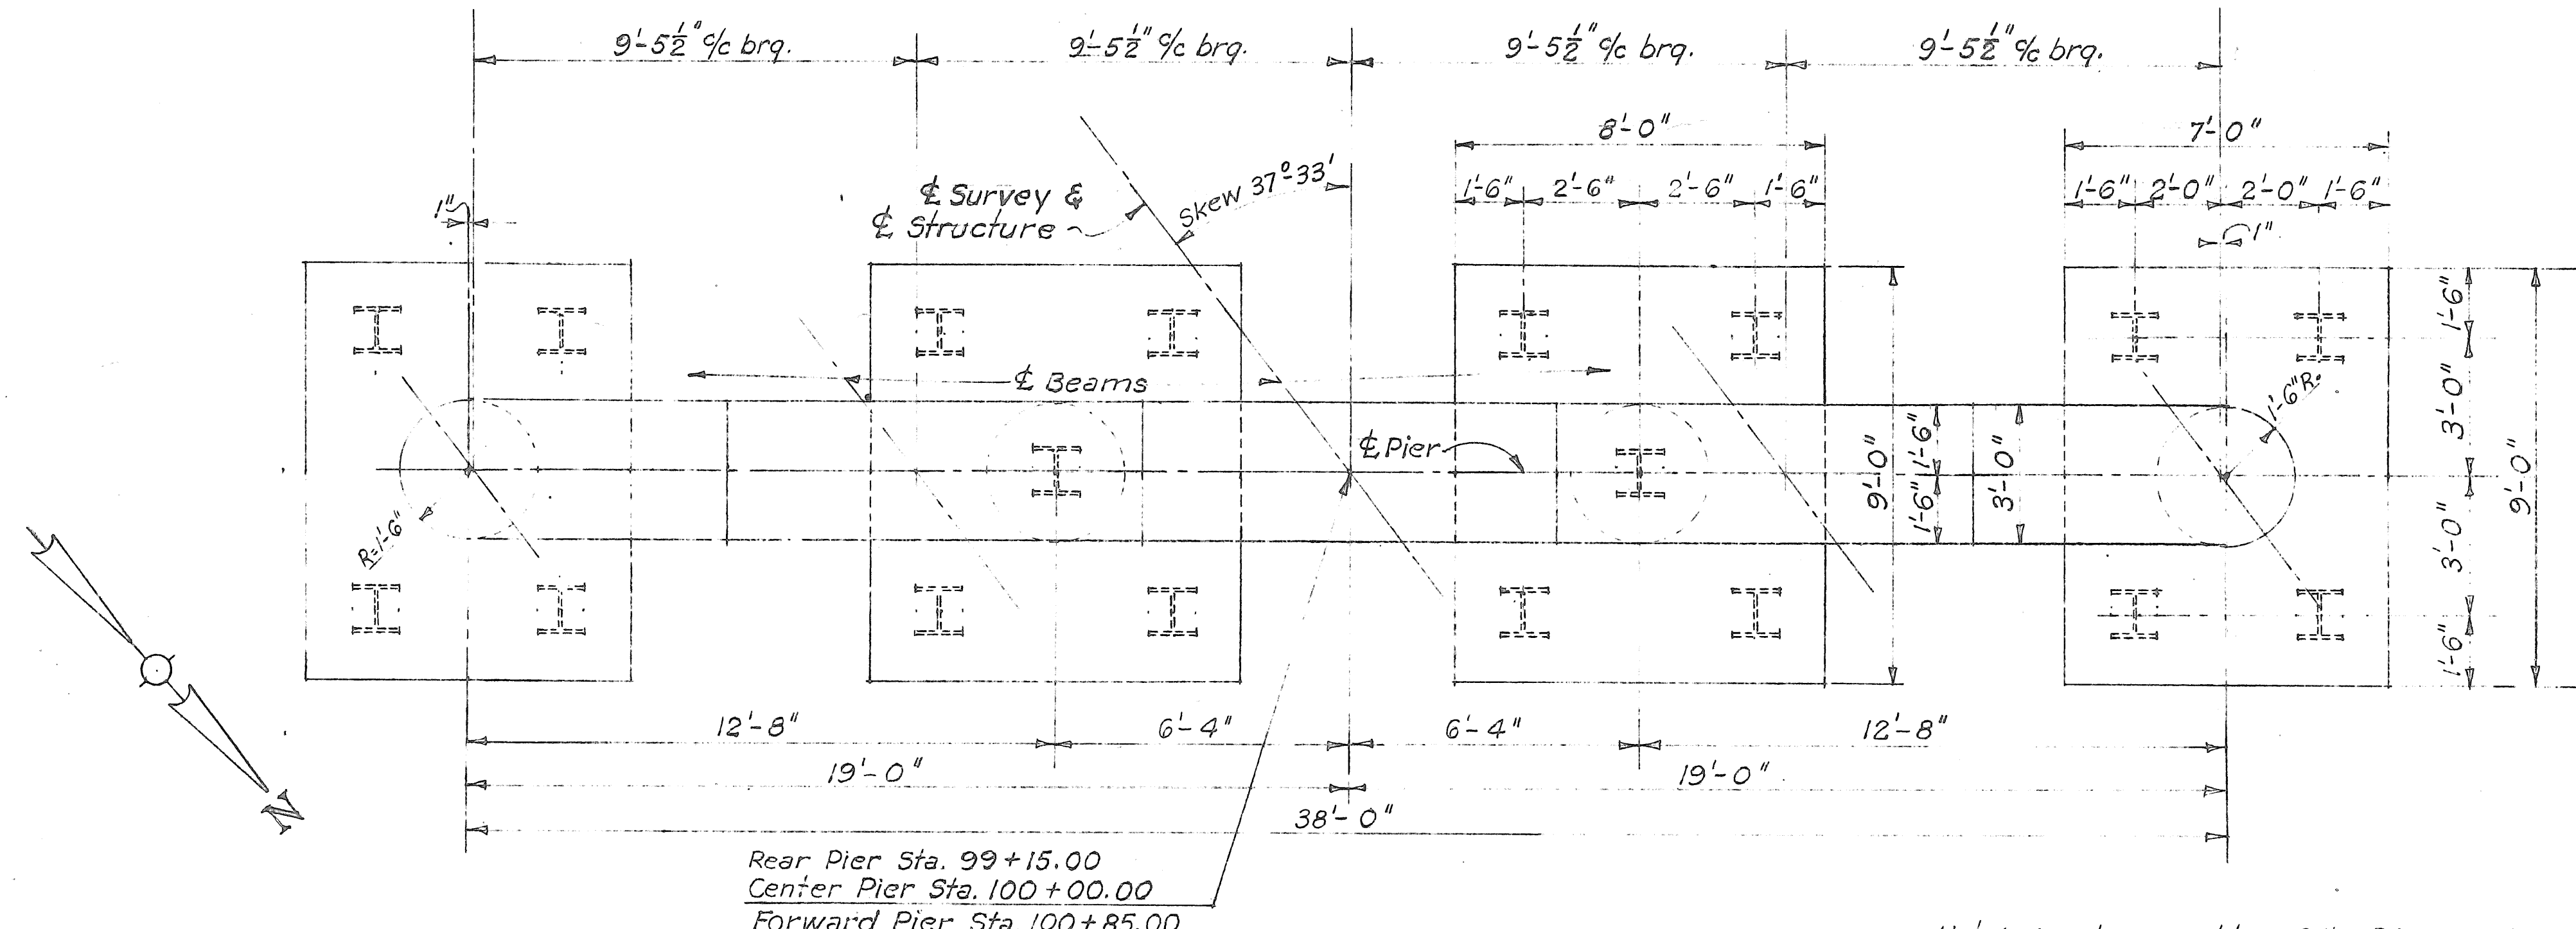 9'-5½" c/c brg.
9'-5½" c/c brg.
9'-5½" c/c brg.
9'-5½" c/c brg.
8'-0"
7'-0"
Skew 37°-33'
℄ Survey &
℄ Structure
1"
1'-6"
2'-6"
2'-6"
1'-6"
1'-6"
2'-0"
2'-0"
1'-6"
1"
℄ Beams
℄ Pier
R=1'-6"
1'-6"R.
9'-0"
1'-6"
1'-6"
3'-0"
1'-6"
3'-0"
3'-0"
1'-6"
9'-0"
N
12'-8"
6'-4"
6'-4"
12'-8"
19'-0"
19'-0"
38'-0"
Rear Pier Sta. 99+15.00
Center Pier Sta. 100+00.00
Forward Pier Sta 100+85.00